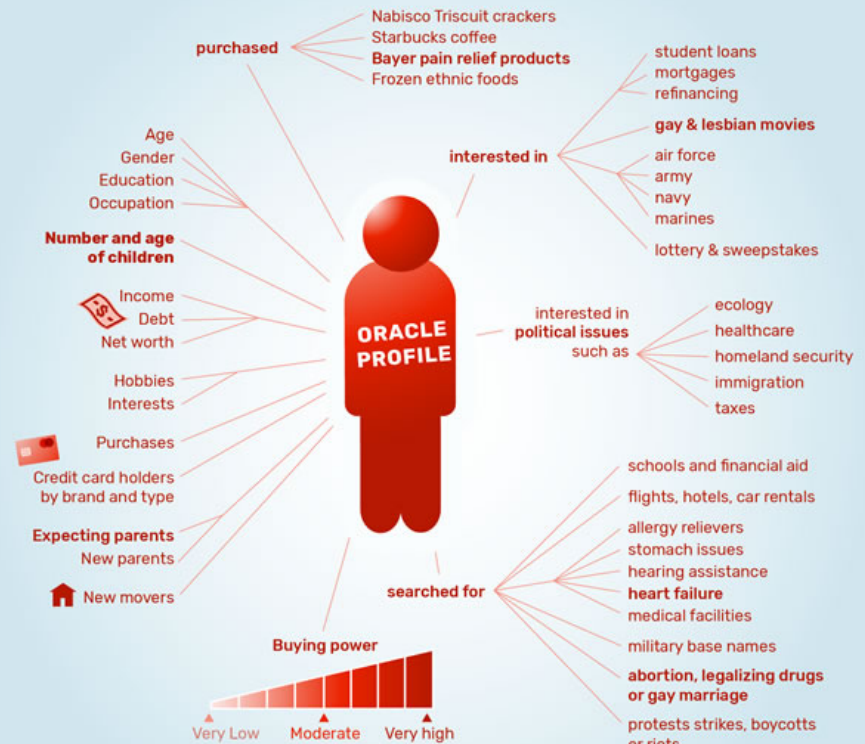 purchased
Nabisco Triscuit crackers
Starbucks coffee
Bayer pain relief products
Frozen ethnic foods
interested in
student loans
mortgages
refinancing
gay & lesbian movies
air force
army
navy
marines
lottery & sweepstakes
Age
Gender
Education
Occupation
Number and age
of children
Income
$
Debt
Net worth
Hobbies
Interests
Purchases
Credit card holders
by brand and type
Expecting parents
New parents
New movers
ORACLE
PROFILE
interested in
political issues
such as
ecology
healthcare
homeland security
immigration
taxes
searched for
schools and financial aid
flights, hotels, car rentals
allergy relievers
stomach issues
hearing assistance
heart failure
medical facilities
military base names
abortion, legalizing drugs
or gay marriage
protests strikes, boycotts
or riots
Buying power
Very Low
Moderate
Very high